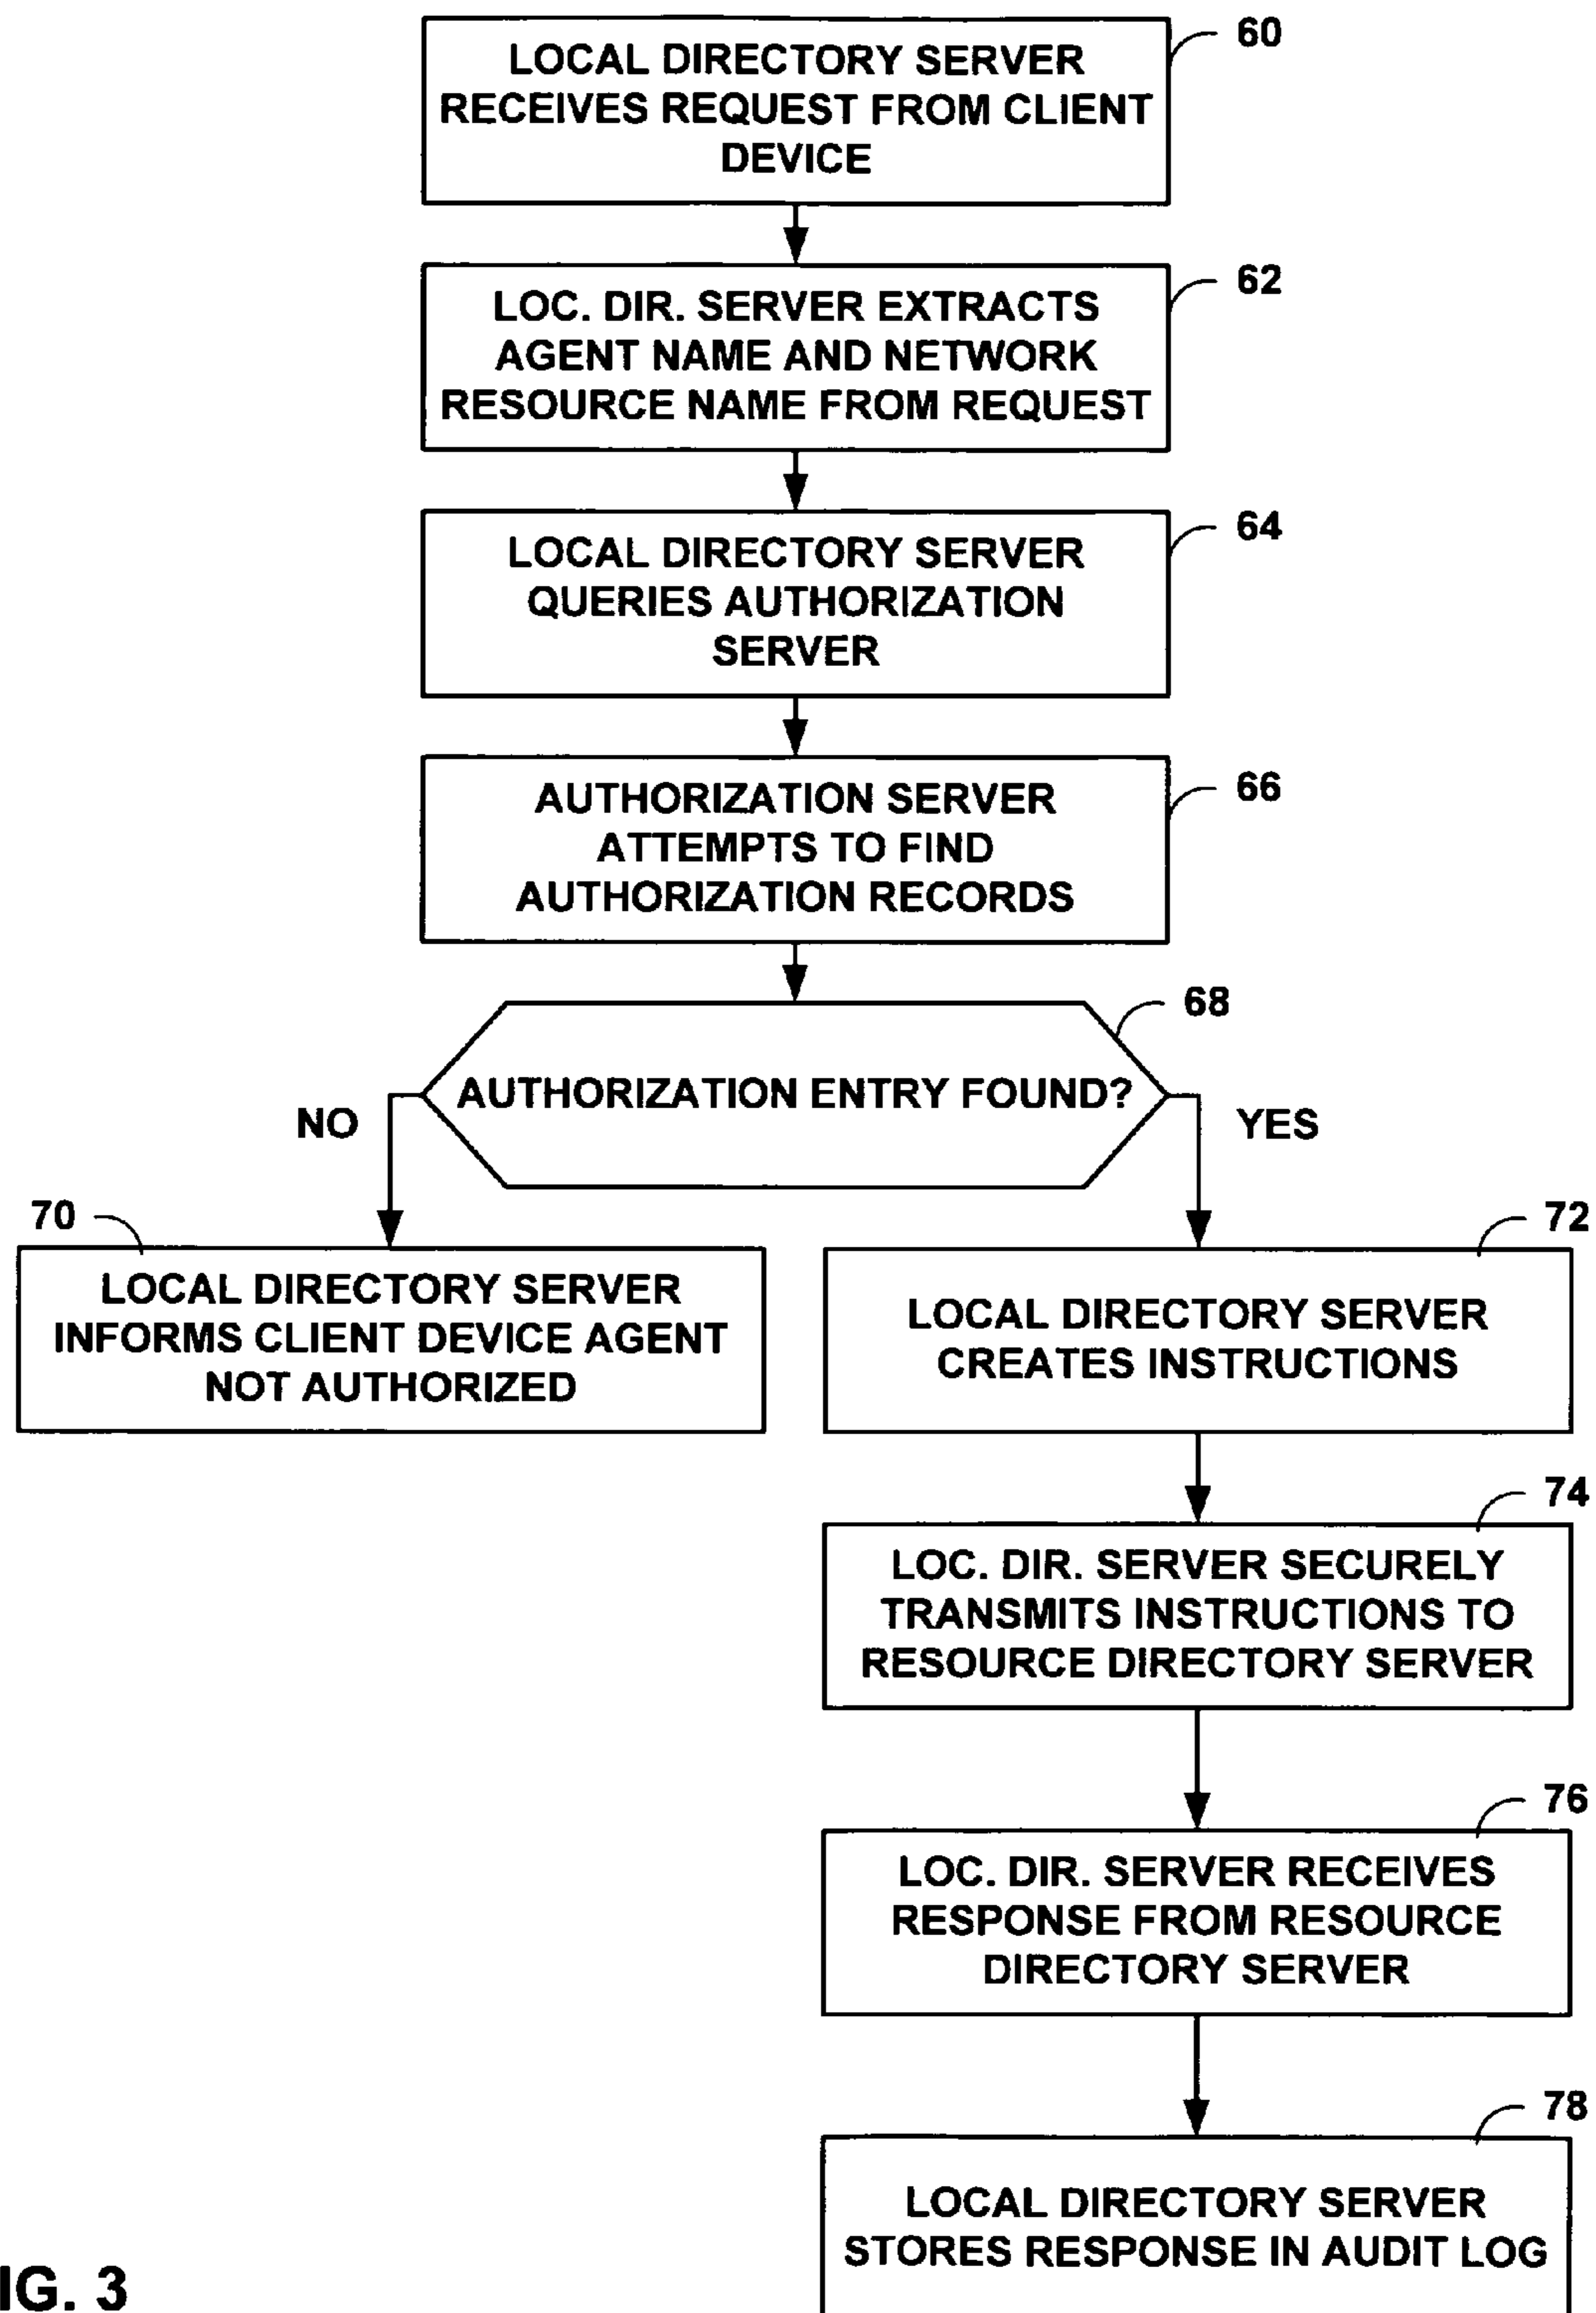 60
LOCAL DIRECTORY SERVER
RECEIVES REQUEST FROM CLIENT
DEVICE
62
LOC. DIR. SERVER EXTRACTS
AGENT NAME AND NETWORK
RESOURCE NAME FROM REQUEST
64
LOCAL DIRECTORY SERVER
QUERIES AUTHORIZATION
SERVER
66
AUTHORIZATION SERVER
ATTEMPTS TO FIND
AUTHORIZATION RECORDS
68
AUTHORIZATION ENTRY FOUND?
NO
YES
70
LOCAL DIRECTORY SERVER
INFORMS CLIENT DEVICE AGENT
NOT AUTHORIZED
72
LOCAL DIRECTORY SERVER
CREATES INSTRUCTIONS
74
LOC. DIR. SERVER SECURELY
TRANSMITS INSTRUCTIONS TO
RESOURCE DIRECTORY SERVER
76
LOC. DIR. SERVER RECEIVES
RESPONSE FROM RESOURCE
DIRECTORY SERVER
78
LOCAL DIRECTORY SERVER
STORES RESPONSE IN AUDIT LOG
IG. 3